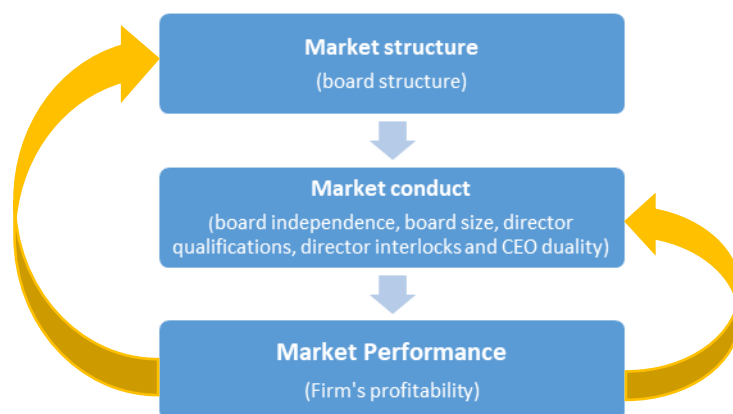 Market structure
(board structure)
Market conduct
(board independence, board size, director
qualifications, director interlocks and CEO duality)
Market Performance
(Firm's profitability)